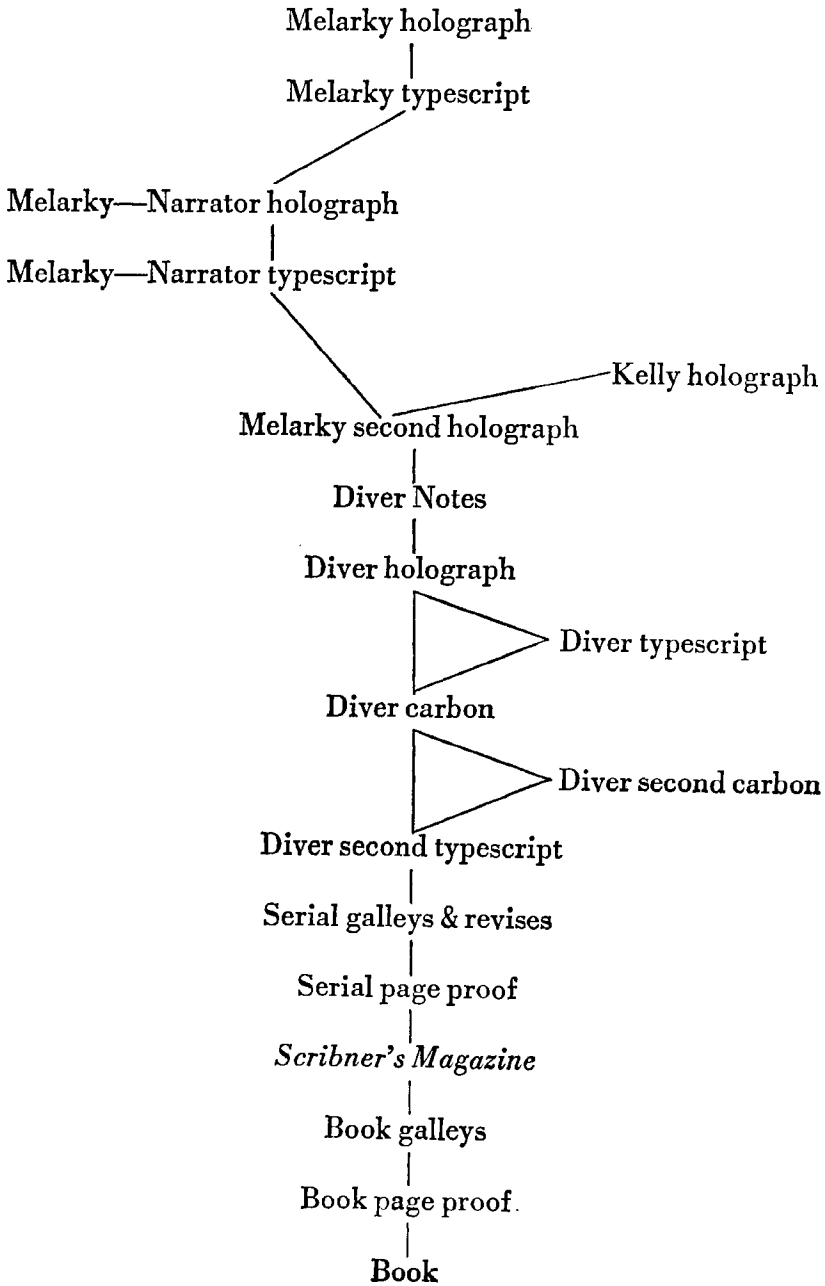 Melarky holograph
Melarky typescript
Melarky—Narrator holograph
Melarky—Narrator typescript
Kelly holograph
Melarky second holograph
Diver Notes
Diver holograph
Diver typescript
Diver carbon
Diver second carbon
Diver second typescript
Serial galleys & revises
Serial page proof
Scribner's Magazine
Book galleys
Book page proof.
Book